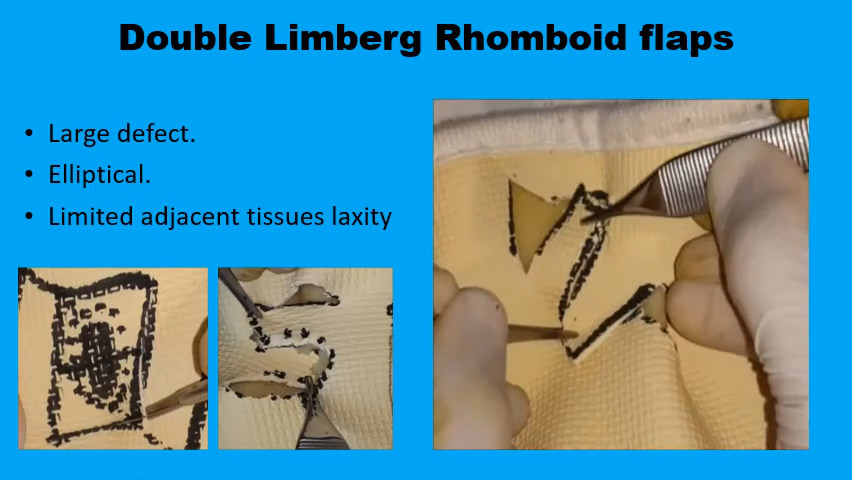 Double Limberg Rhomboid flaps
• Large defect.
• Elliptical.
• Limited adjacent tissues laxity